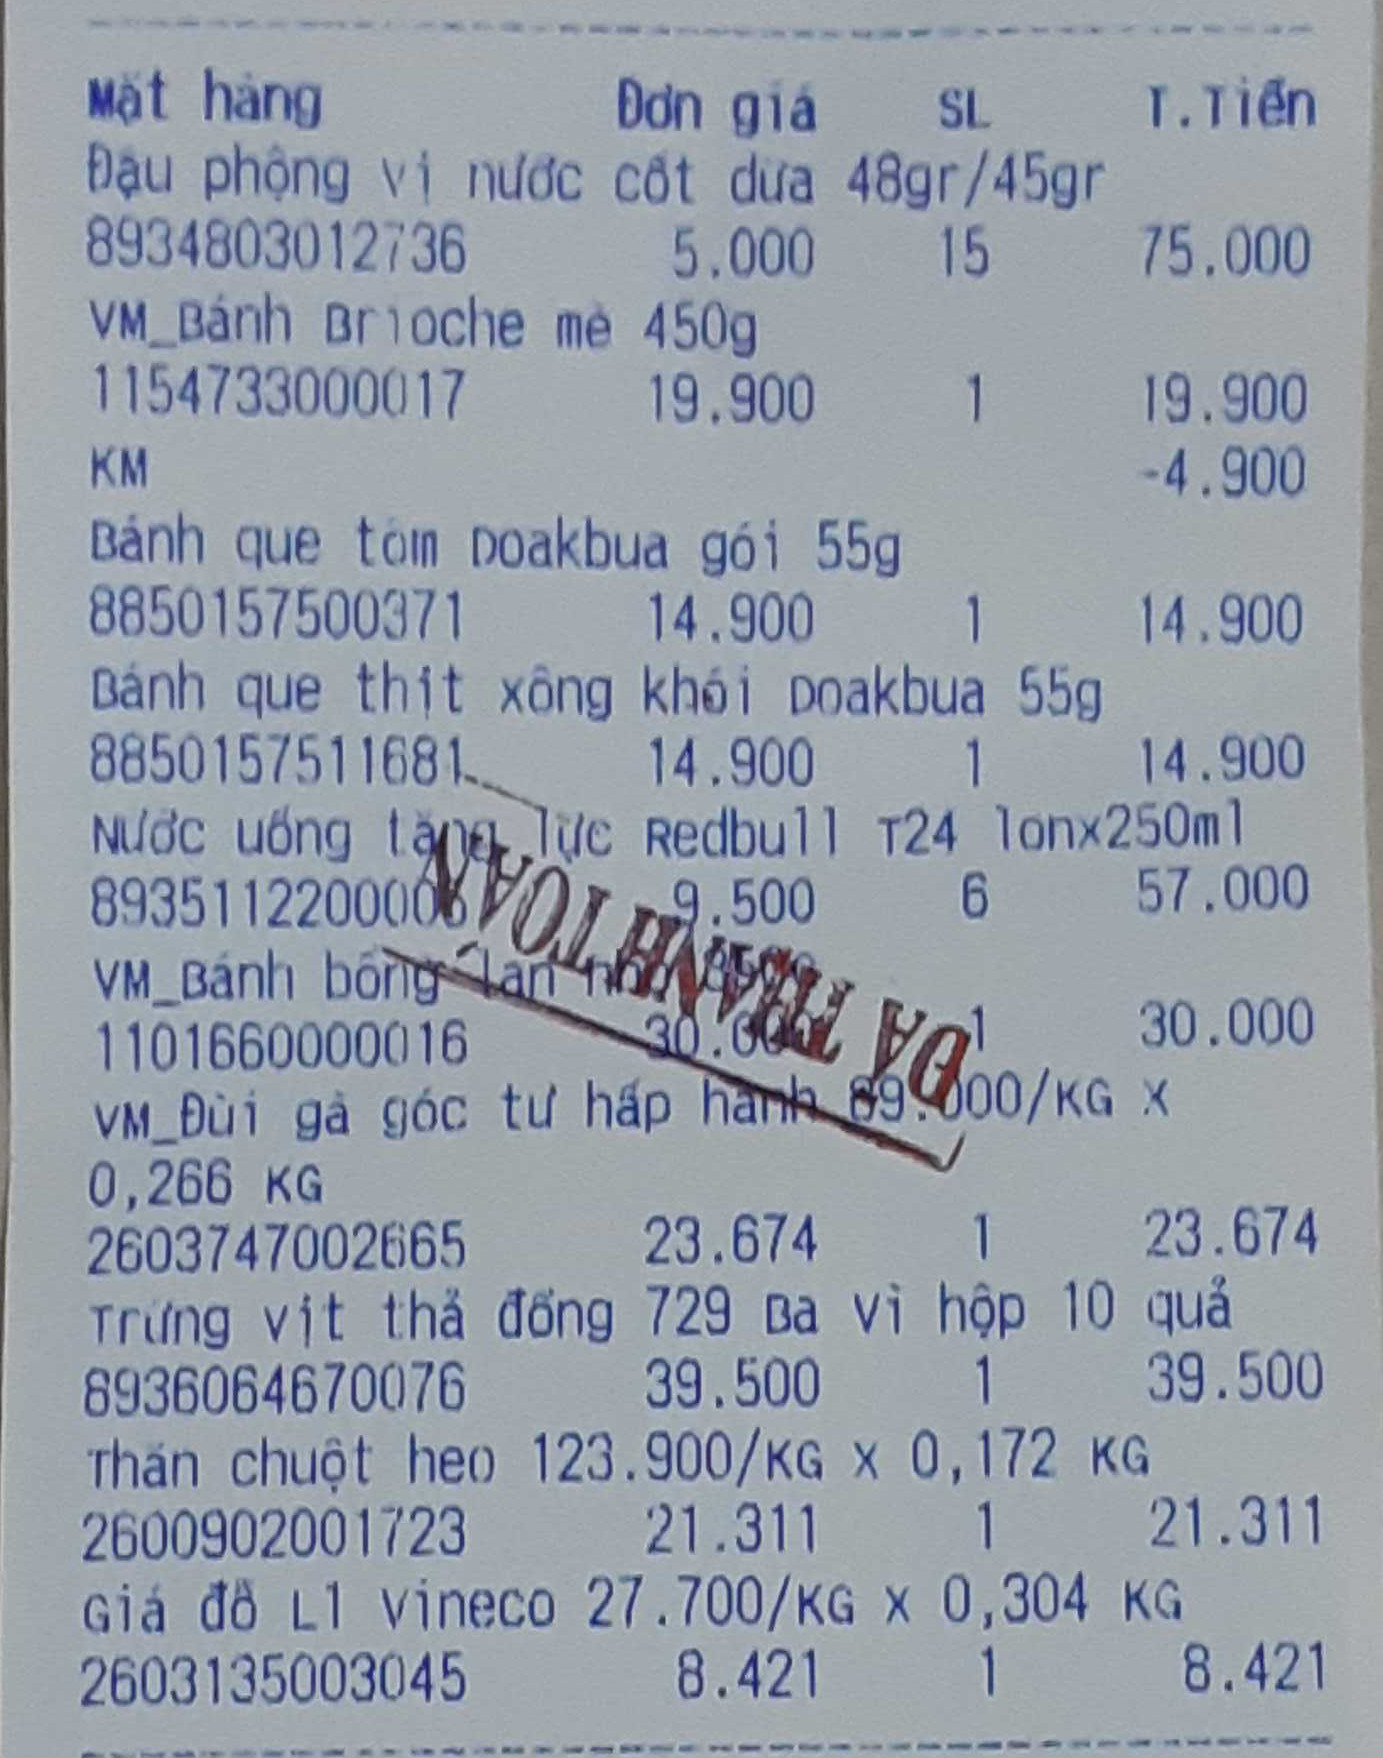 Mặt hàng Đơn giá SL T.Tiền
Đậu phộng vị nước cốt dừa 48gr/45gr
8934803012736 5.000 15 75.000
VM_Bánh Brioche mè 450g
1154733000017 19.900 1 19.900
KM -4.900
Bánh que tôm Doakbua gói 55g
8850157500371 14.900 1 14.900
Bánh que thịt xông khói Doakbua 55g
8850157511681 14.900 1 14.900
Nước uống tăng lực Redbull T24 lonx250ml
8935112200006 9.500 6 57.000
VM_Bánh bông lan nho
1101660000016 30.000 1 30.000
ĐÃ THANH TOÁN
VM_Đùi gà góc tư hấp hành 89.000/KG X
0,266 KG
2603747002665 23.674 1 23.674
Trứng vịt thả đồng 729 Ba Vì hộp 10 quả
8936064670076 39.500 1 39.500
Thăn chuột heo 123.900/KG X 0,172 KG
2600902001723 21.311 1 21.311
Giá đỗ L1 Vineco 27.700/KG X 0,304 KG
2603135003045 8.421 1 8.421